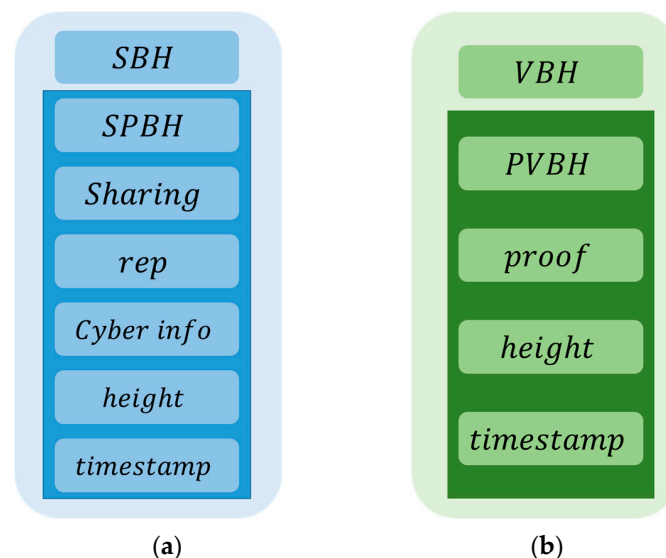 SBH
SPBH
Sharing
rep
Cyber info
height
timestamp
(a)
VBH
PVBH
proof
height
timestamp
(b)